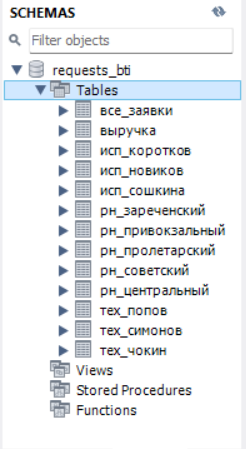 SCHEMAS
Filter objects
requests_bti
Tables
все_заявки
выручка
исп_коротков
исп_новиков
исп_сошкина
рн_зареченский
рн_привокзальный
рн_пролетарский
рн_советский
рн_центральный
тех_попов
тех_симонов
тех_чокин
Views
Stored Procedures
Functions